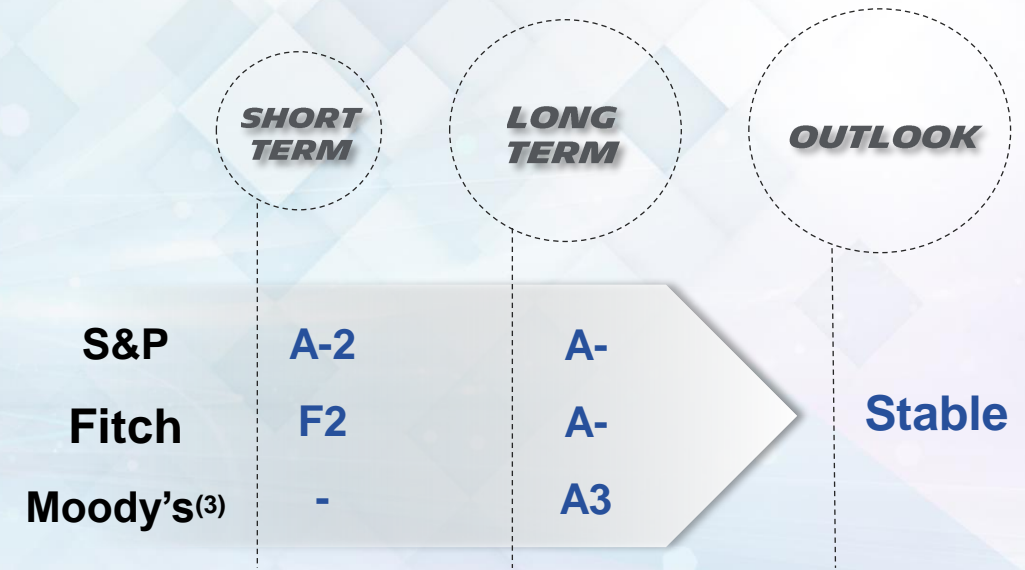 SHORT
TERM
LONG
TERM
OUTLOOK
S&P A-2 A-
Fitch F2 A- Stable
Moody's(3) - A3